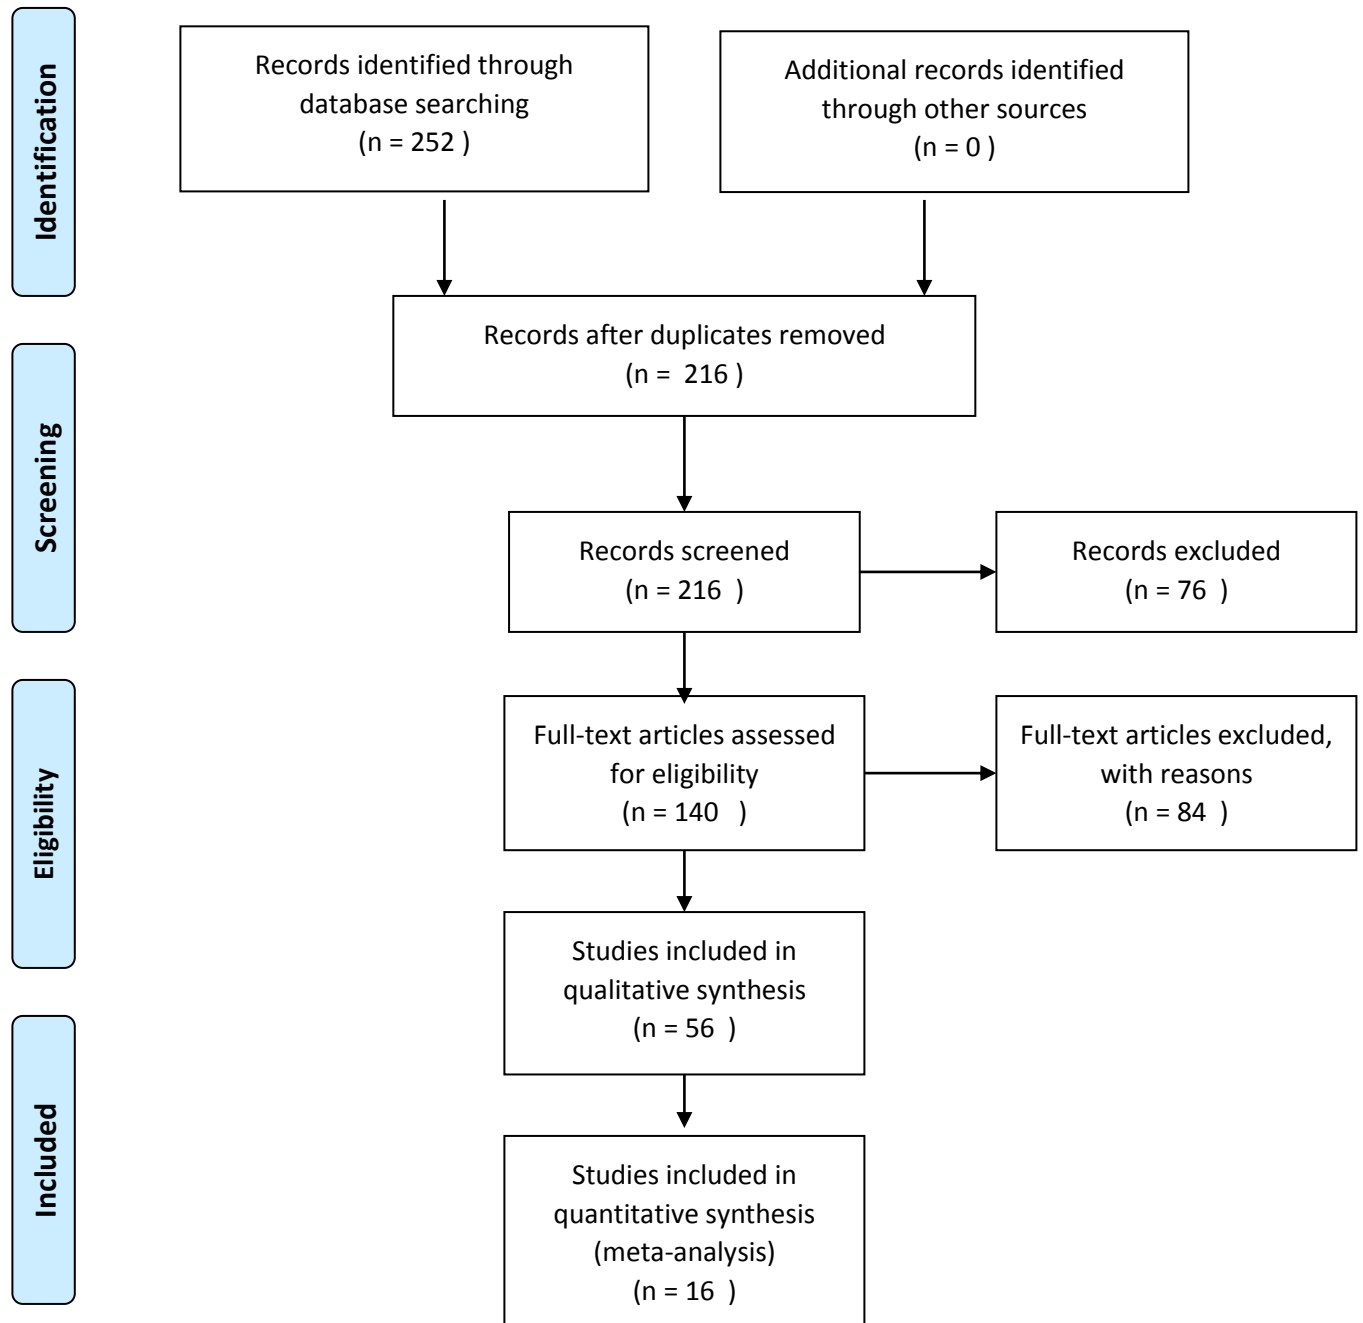 Identification
Records identified through
database searching
(n = 252 )
Additional records identified
through other sources
(n = 0 )
Records after duplicates removed
(n = 216 )
Screening
Records screened
(n = 216 )
Records excluded
(n = 76 )
Eligibility
Full-text articles assessed
for eligibility
(n = 140 )
Full-text articles excluded,
with reasons
(n = 84 )
Studies included in
qualitative synthesis
(n = 56 )
Included
Studies included in
quantitative synthesis
(meta-analysis)
(n = 16 )